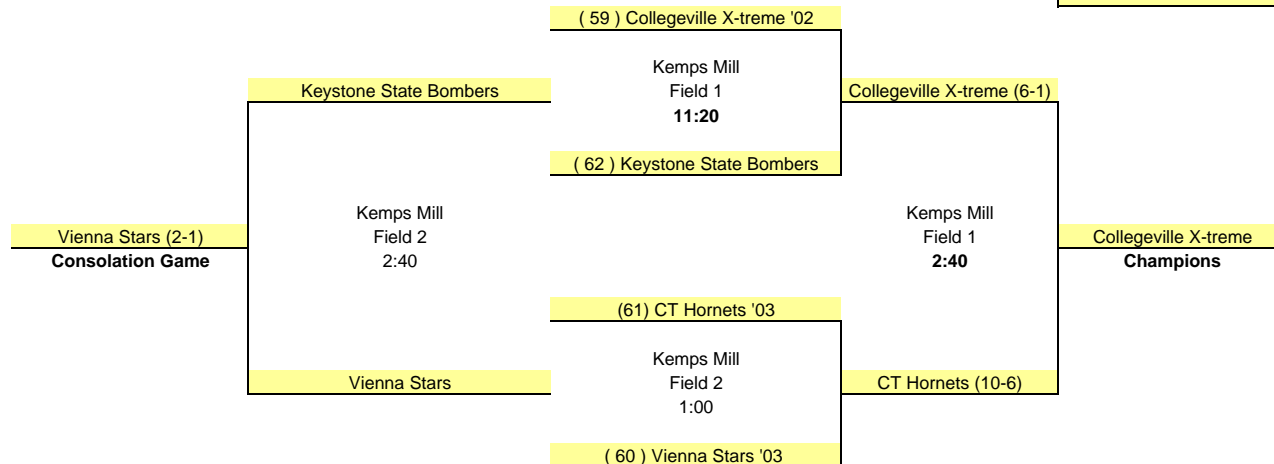 ( 59 ) Collegeville X-treme '02
Kemps Mill
Keystone State Bombers
Field 1
Collegeville X-treme (6-1)
11:20
( 62 ) Keystone State Bombers
Kemps Mill
Kemps Mill
Vienna Stars (2-1)
Field 2
Field 1
Collegeville X-treme
Consolation Game
2:40
2:40
Champions
(61) CT Hornets '03
Kemps Mill
Vienna Stars
Field 2
CT Hornets (10-6)
1:00
( 60 ) Vienna Stars '03